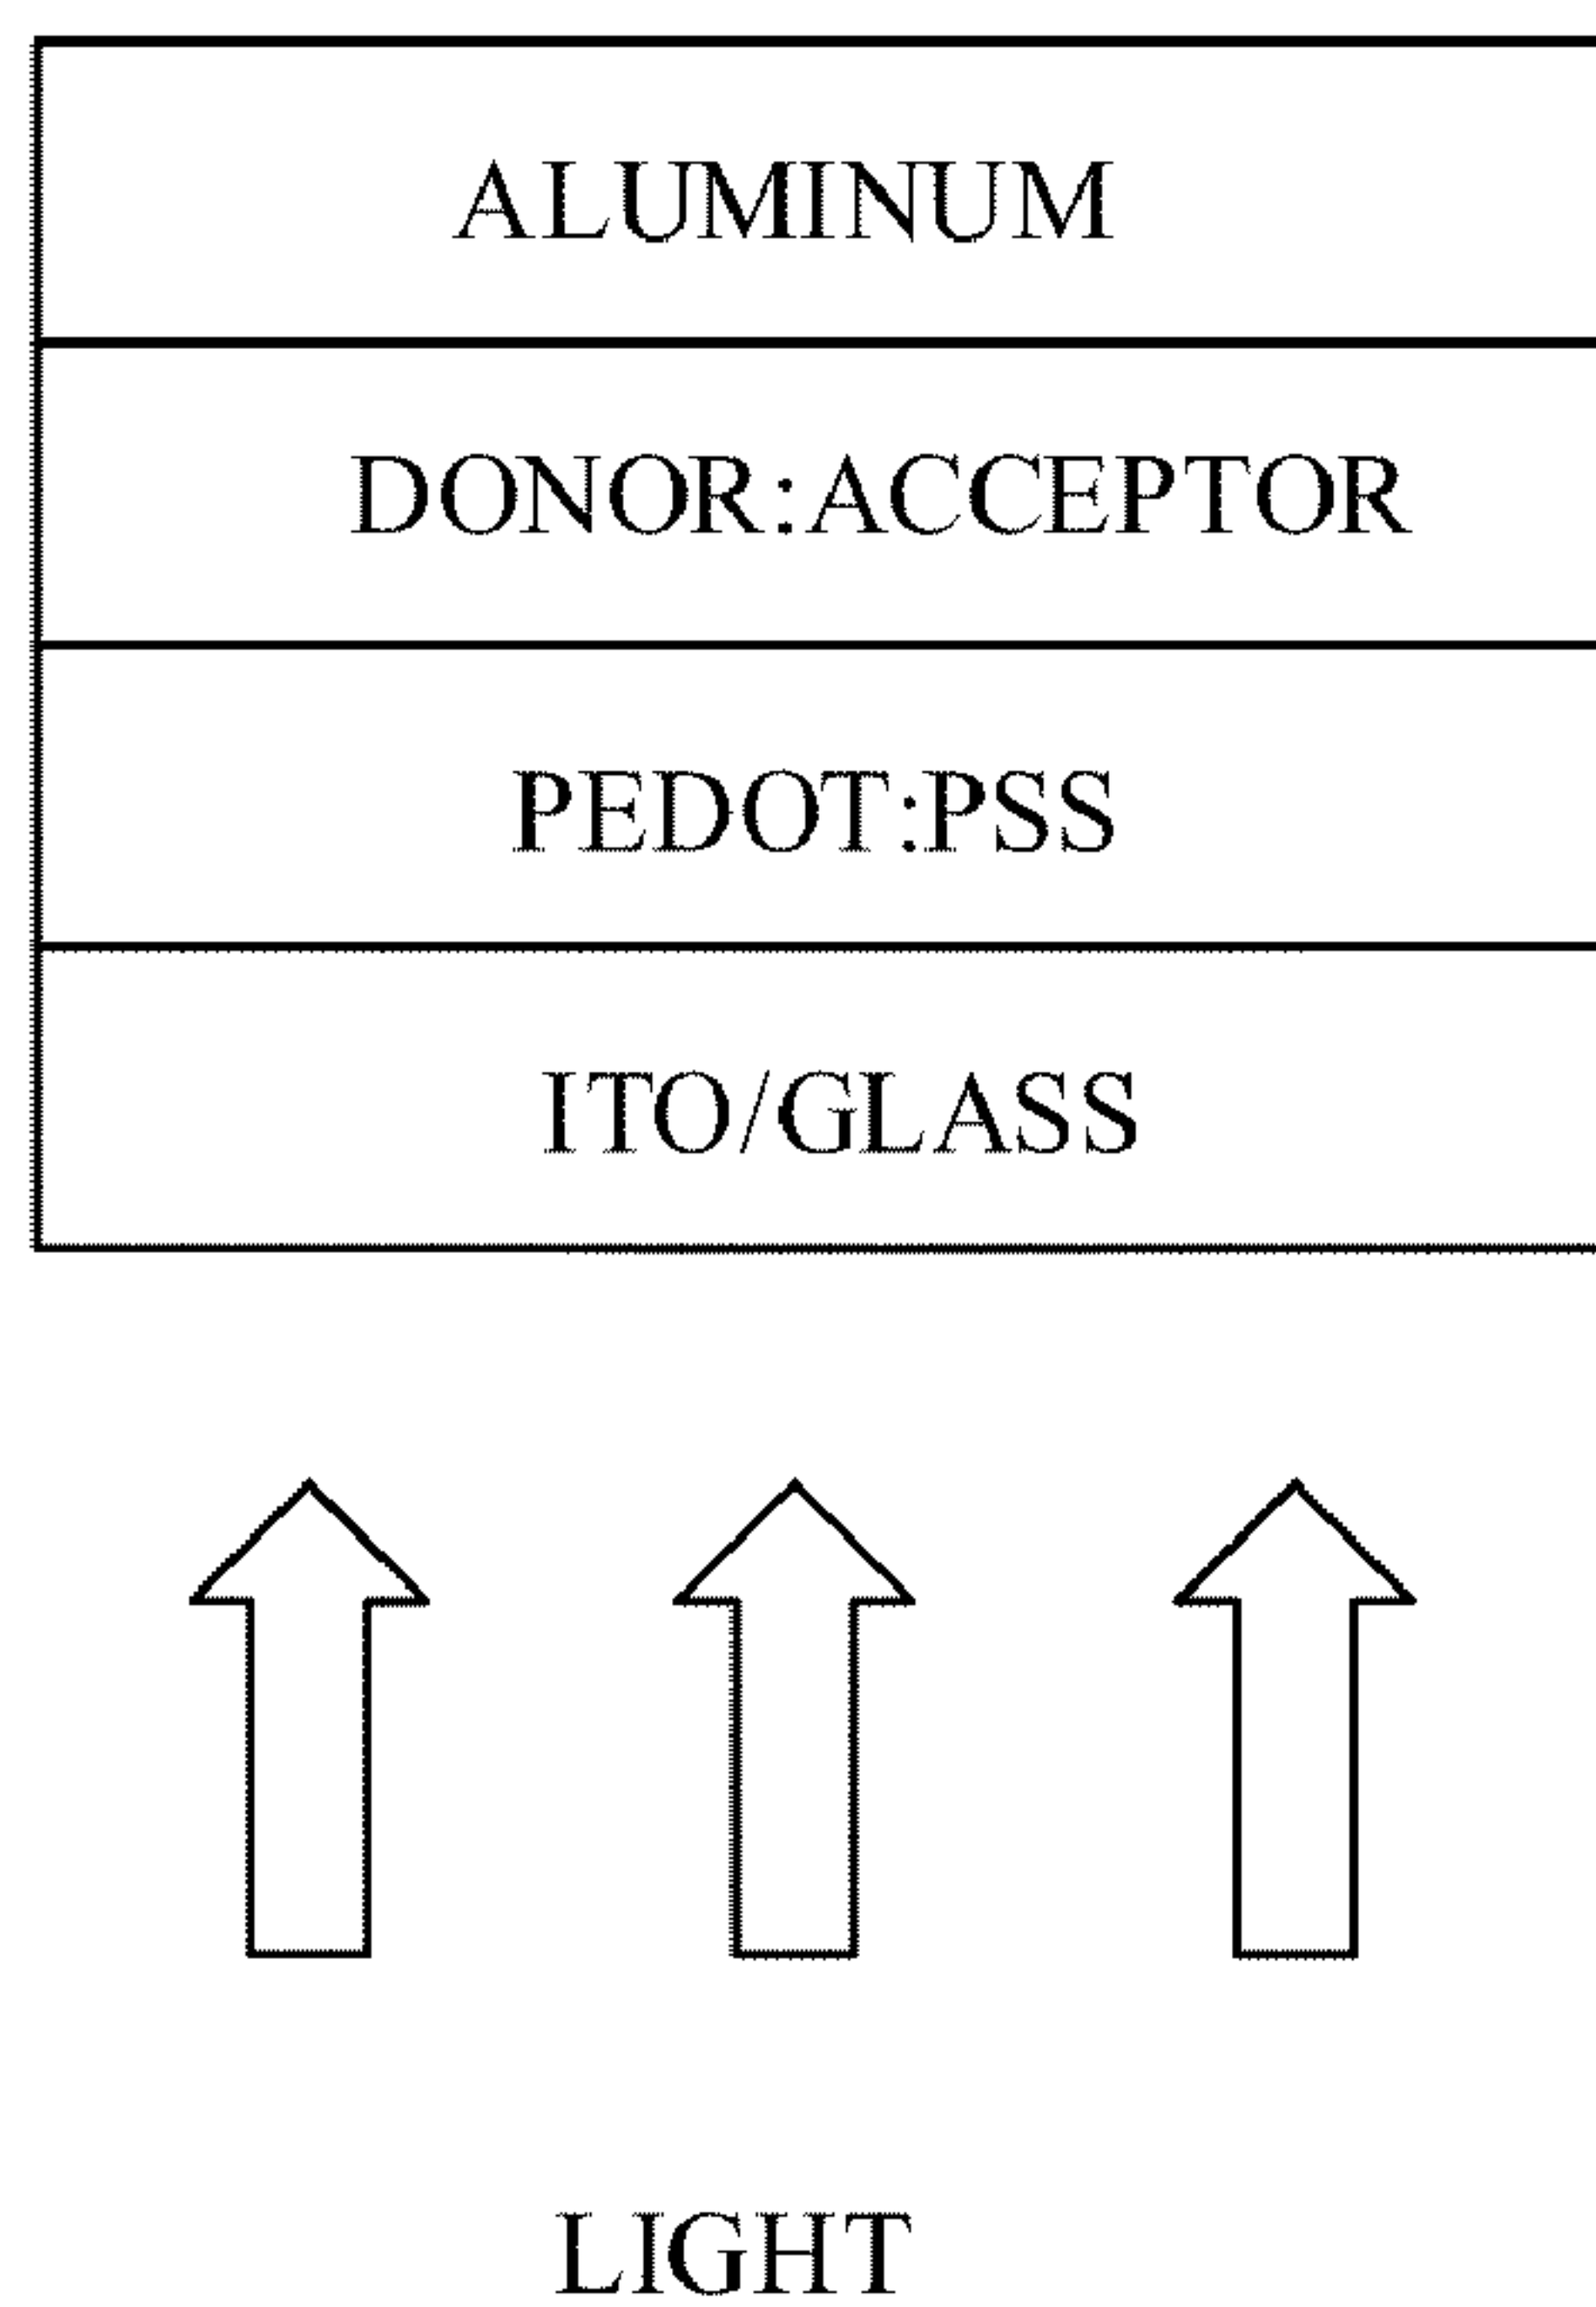 ALUMINUM
DONOR:ACCEPTOR
PEDOT:PSS
ITO/GLASS
LIGHT